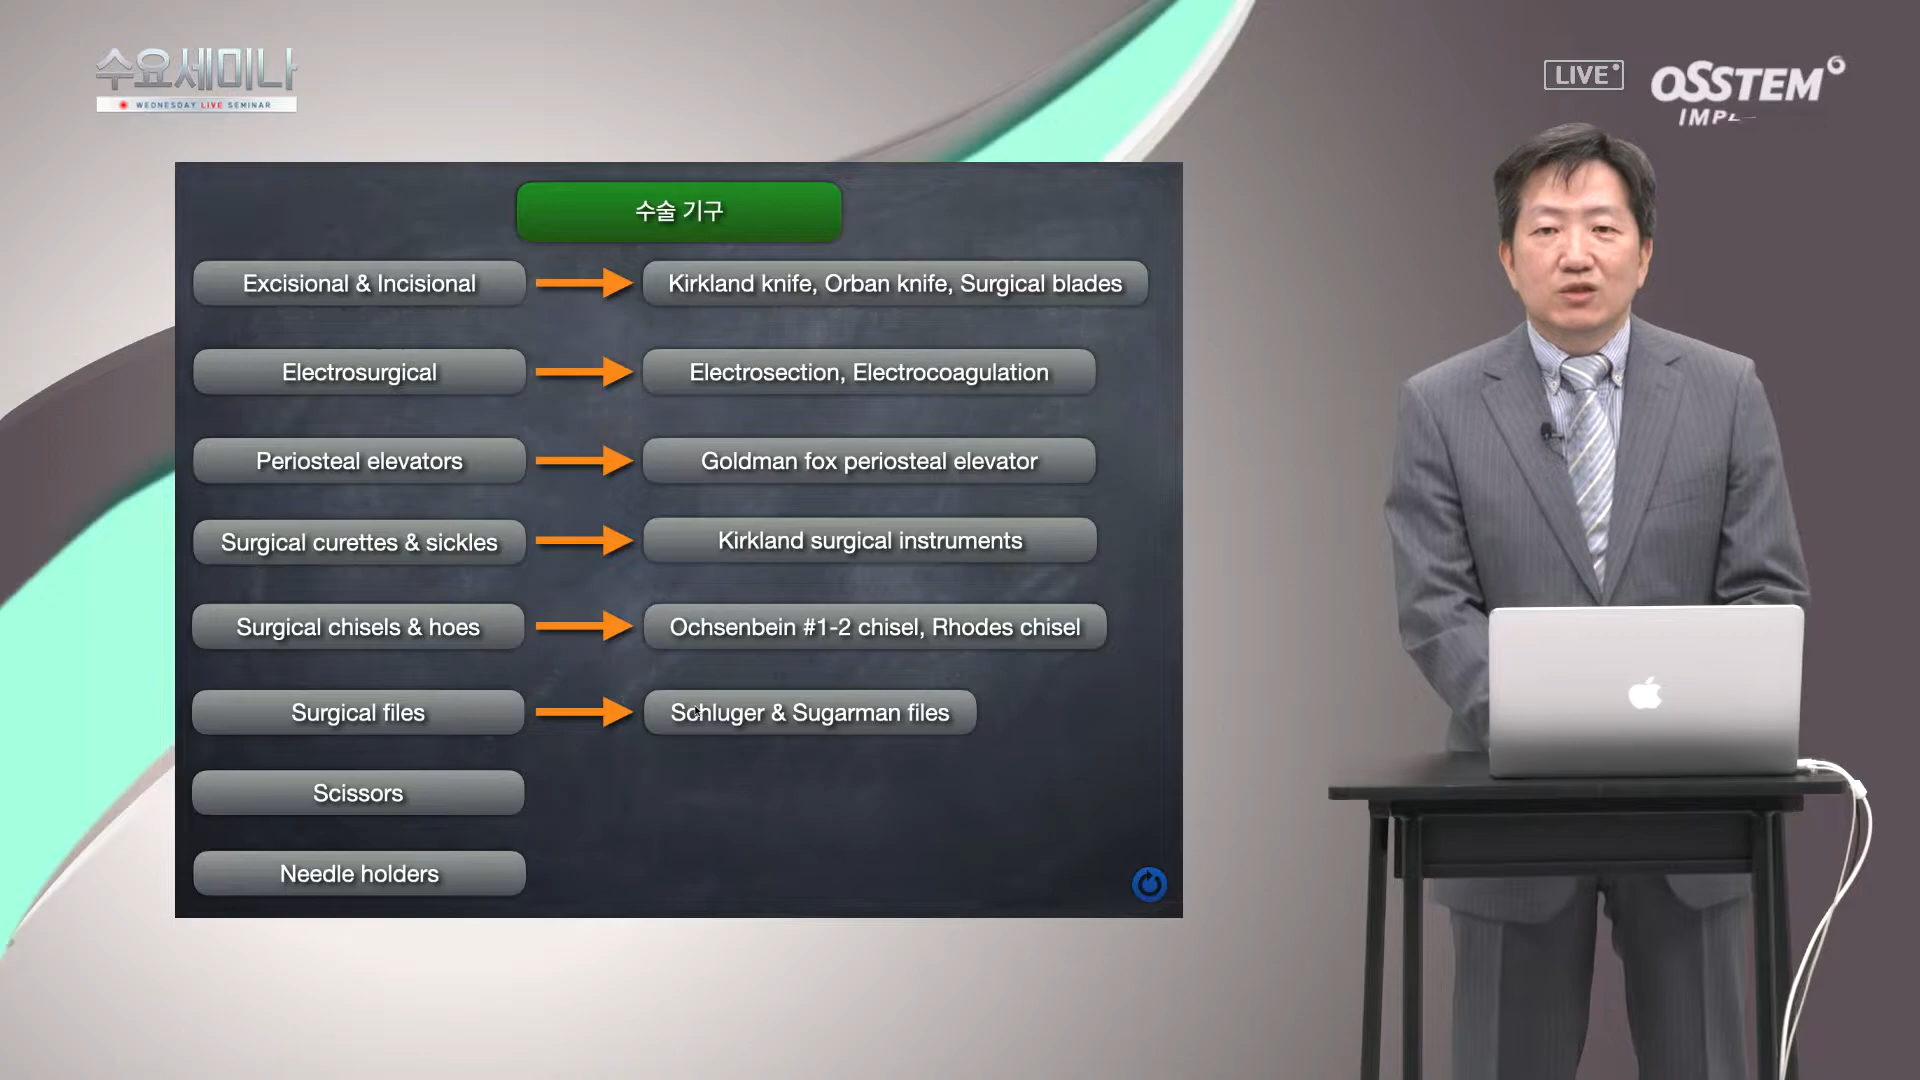 수요세미나
WEDNESDAY LIVE SEMINAR
LIVE
OSSTEM
수술 기구
Excisional & Incisional
Kirkland knife, Orban knife, Surgical blades
Electrosurgical
Electrosection, Electrocoagulation
Periosteal elevators
Goldman fox periosteal elevator
Surgical curettes & sickles
Kirkland surgical instruments
Surgical chisels & hoes
Ochsenbein #1-2 chisel, Rhodes chisel
Surgical files
Schluger & Sugarman files
Scissors
Needle holders